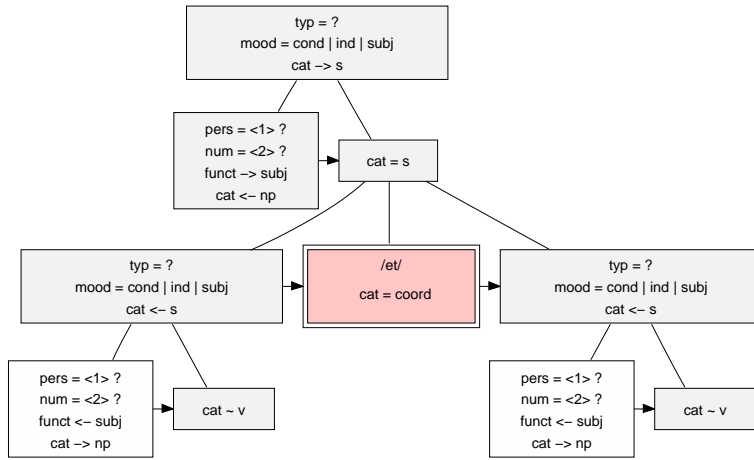 typ = ?
mood = cond | ind | subj
cat −> s
pers = <1> ?
num = <2> ?
funct −> subj
cat <− np
cat = s
typ = ?
mood = cond | ind | subj
cat <− s
/et/
cat = coord
typ = ?
mood = cond | ind | subj
cat <− s
pers = <1> ?
num = <2> ?
funct <− subj
cat −> np
cat ~ v
pers = <1> ?
num = <2> ?
funct <− subj
cat −> np
cat ~ v